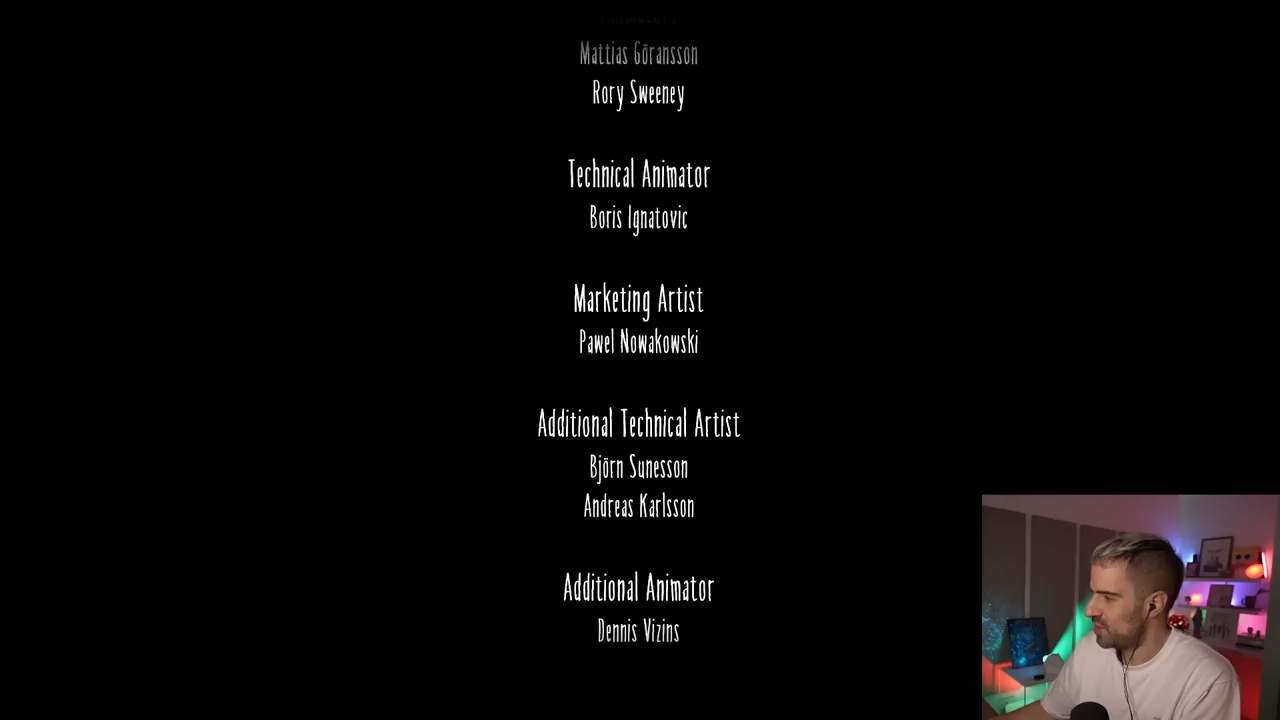 Mattias Göransson
Rory Sweeney
Technical Animator
Boris Ignatovic
Marketing Artist
Pawel Nowakowski
Additional Technical Artist
Björn Sunesson
Andreas Karlsson
Additional Animator
Dennis Vizins